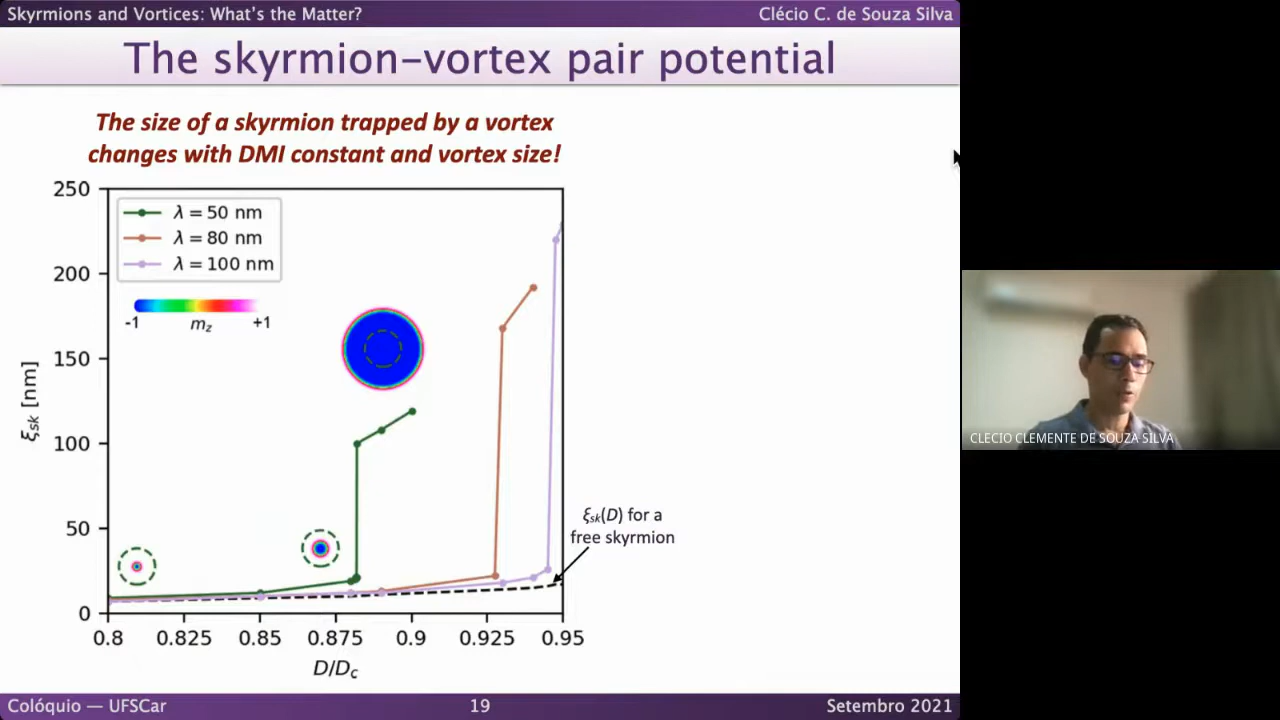 Skyrmions and Vortices: What's the Matter?
Clécio C. de Souza Silva
The skyrmion–vortex pair potential
The size of a skyrmion trapped by a vortex
changes with DMI constant and vortex size!
250
200
150
100
50
0
ξsk [nm]
λ = 50 nm
λ = 80 nm
λ = 100 nm
-1 mz +1
ξsk(D) for a
free skyrmion
0.8 0.825 0.85 0.875 0.9 0.925 0.95
D/Dc
CLECIO CLEMENTE DE SOUZA SILVA
Colóquio — UFSCar
19
Setembro 2021